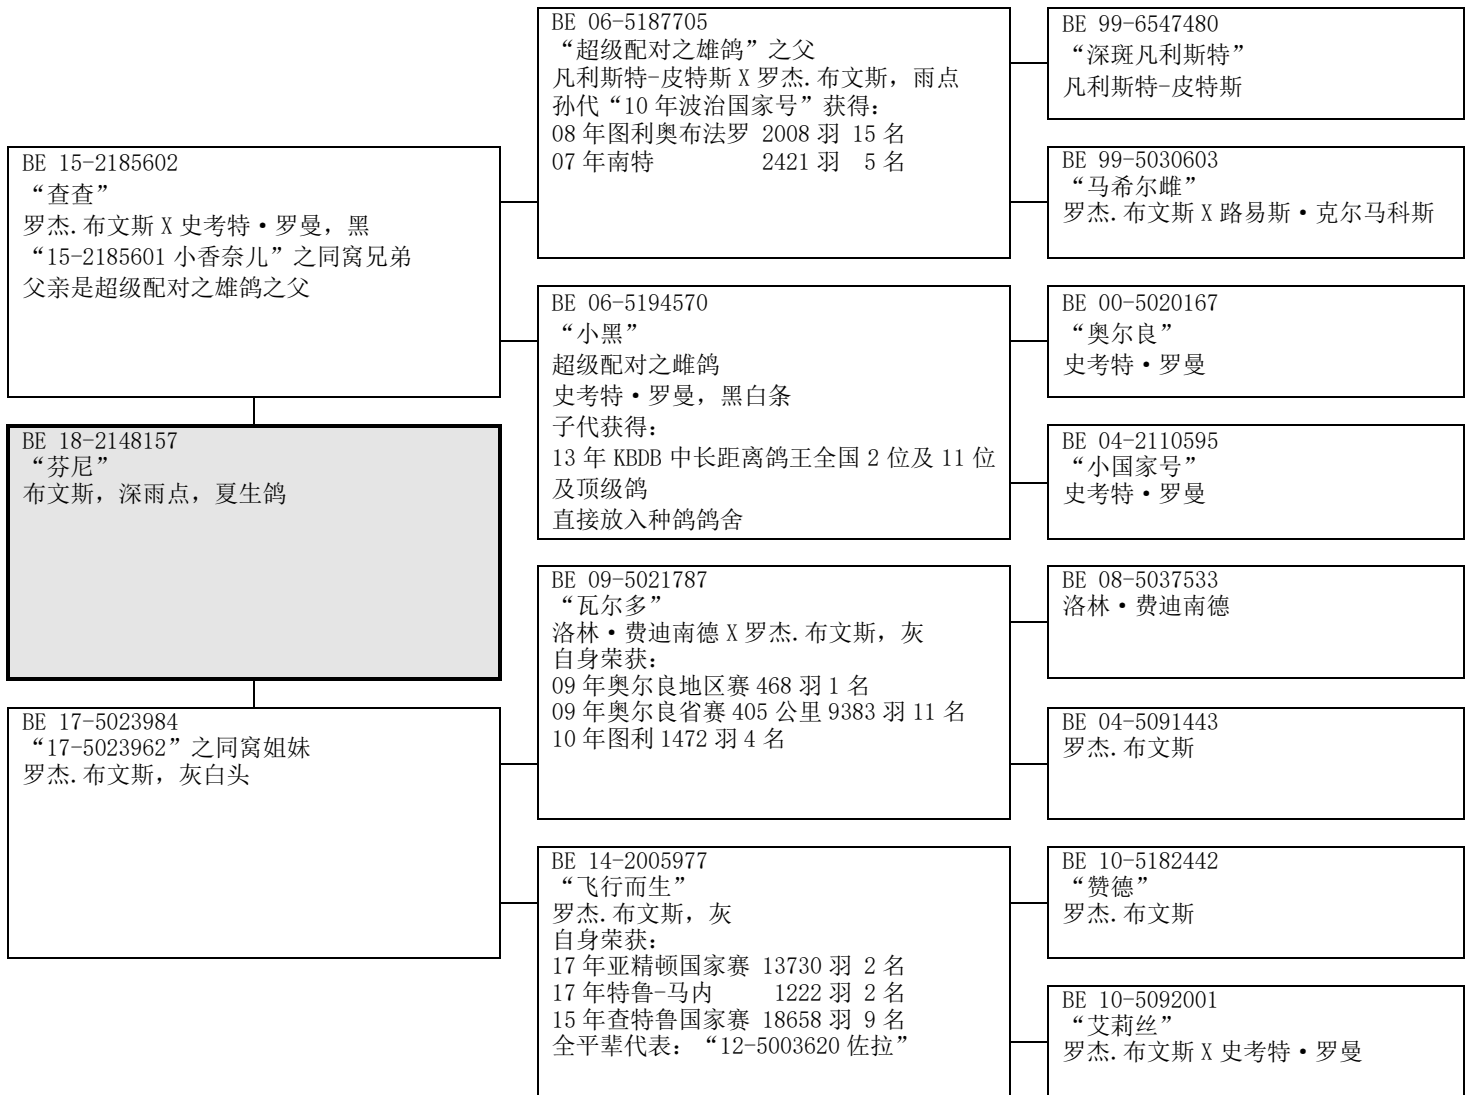 BE 15-2185602
“查查”
罗杰.布文斯 X 史考特·罗曼，黑
“15-2185601 小香奈儿”之同窝兄弟
父亲是超级配对之雄鸽之父
BE 18-2148157
“芬尼”
布文斯，深雨点，夏生鸽
BE 17-5023984
“17-5023962”之同窝姐妹
罗杰.布文斯，灰白头
BE 06-5187705
“超级配对之雄鸽”之父
凡利斯特-皮特斯 X 罗杰.布文斯，雨点
孙代“10 年波治国家号”获得：
08 年图利奥布法罗 2008 羽 15 名
07 年南特 2421 羽 5 名
BE 06-5194570
“小黑”
超级配对之雌鸽
史考特·罗曼，黑白条
子代获得：
13 年 KBDB 中长距离鸽王全国 2 位及 11 位
及顶级鸽
直接放入种鸽鸽舍
BE 09-5021787
“瓦尔多”
洛林·费迪南德 X 罗杰.布文斯，灰
自身荣获：
09 年奥尔良地区赛 468 羽 1 名
09 年奥尔良省赛 405 公里 9383 羽 11 名
10 年图利 1472 羽 4 名
BE 14-2005977
“飞行而生”
罗杰.布文斯，灰
自身荣获：
17 年亚精顿国家赛 13730 羽 2 名
17 年特鲁-马内 1222 羽 2 名
15 年查特鲁国家赛 18658 羽 9 名
全平辈代表：“12-5003620 佐拉”
BE 99-6547480
“深斑凡利斯特”
凡利斯特-皮特斯
BE 99-5030603
“马希尔雌”
罗杰.布文斯 X 路易斯·克尔马科斯
BE 00-5020167
“奥尔良”
史考特·罗曼
BE 04-2110595
“小国家号”
史考特·罗曼
BE 08-5037533
洛林·费迪南德
BE 04-5091443
罗杰.布文斯
BE 10-5182442
“赞德”
罗杰.布文斯
BE 10-5092001
“艾莉丝”
罗杰.布文斯 X 史考特·罗曼